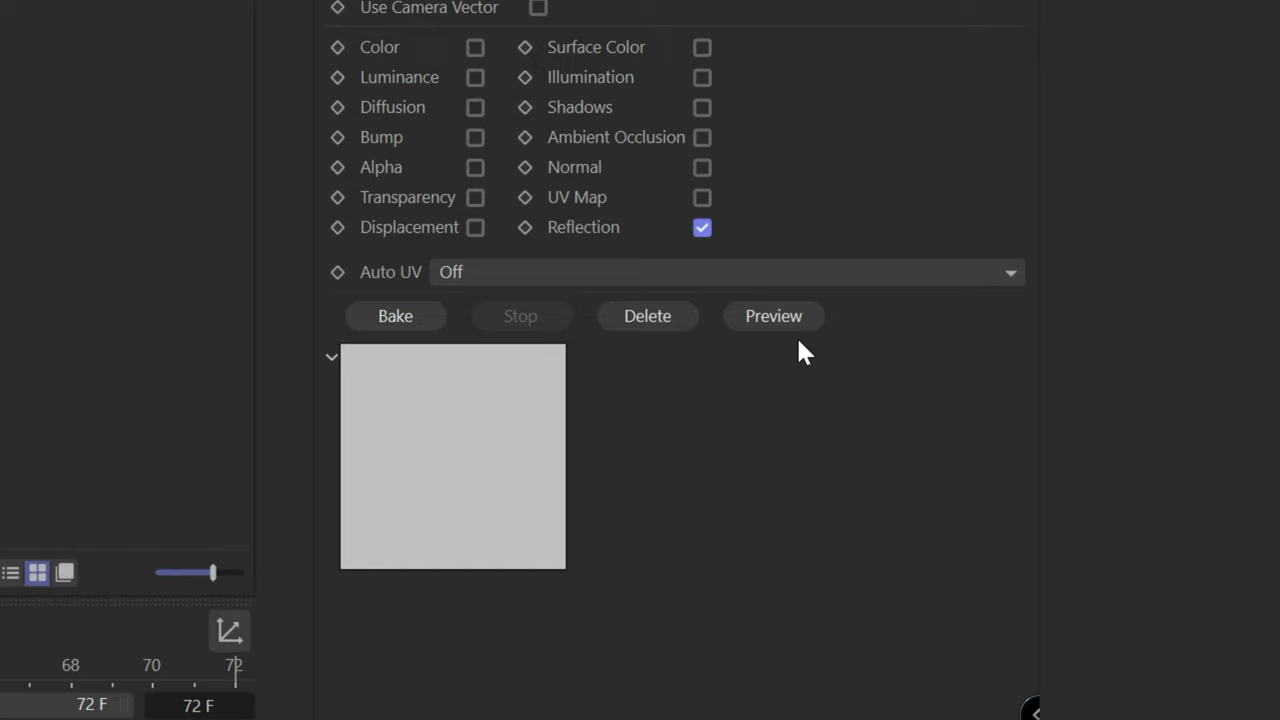 Use Camera Vector
Color Surface Color
Luminance Illumination
Diffusion Shadows
Bump Ambient Occlusion
Alpha Normal
Transparency UV Map
Displacement Reflection
Auto UV Off
Bake Stop Delete Preview
68 70 72
72 F 72 F